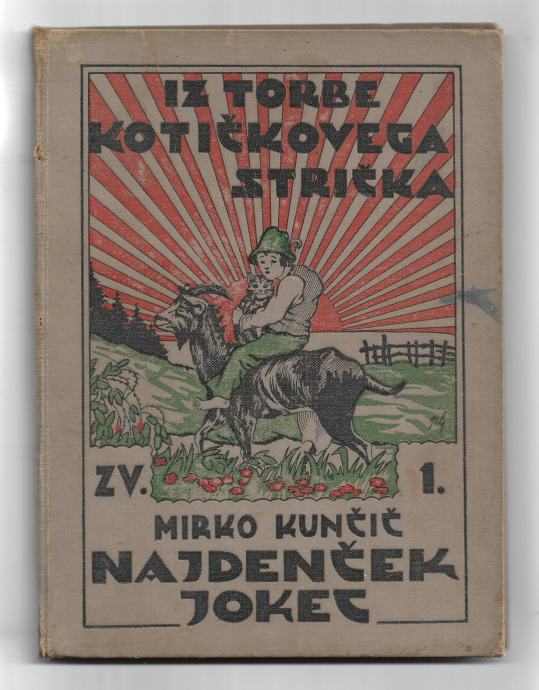 IZ TORBE
KOTIČKOVEGA
STRIČKA
ZV. 1.
MIRKO KUNČIČ
NAJDENČEK
JOKEC